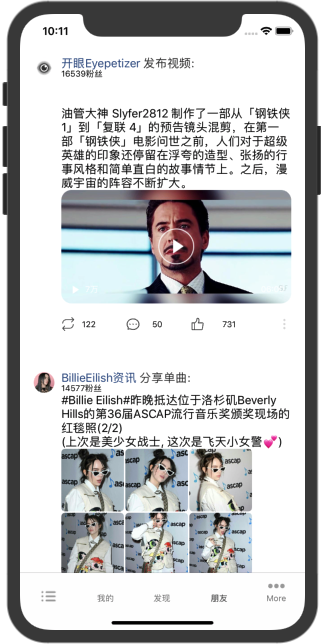 10:11
开眼Eyepetizer 发布视频:
16539粉丝
油管大神 Slyfer2812 制作了一部从「钢铁侠
1」到「复联 4」的预告镜头混剪，在第一
部「钢铁侠」电影问世之前，人们对于超级
英雄的印象还停留在浮夸的造型、张扬的行
事风格和简单直白的故事情节上。之后，漫
威宇宙的阵容不断扩大。
122 50 731
BillieEilish资讯 分享单曲:
14577粉丝
#Billie Eilish#昨晚抵达位于洛杉矶Beverly
Hills的第36届ASCAP流行音乐奖颁奖现场的
红毯照(2/2)
(上次是美少女战士, 这次是飞天小女警💕)
ascap
我的 发现 朋友 More